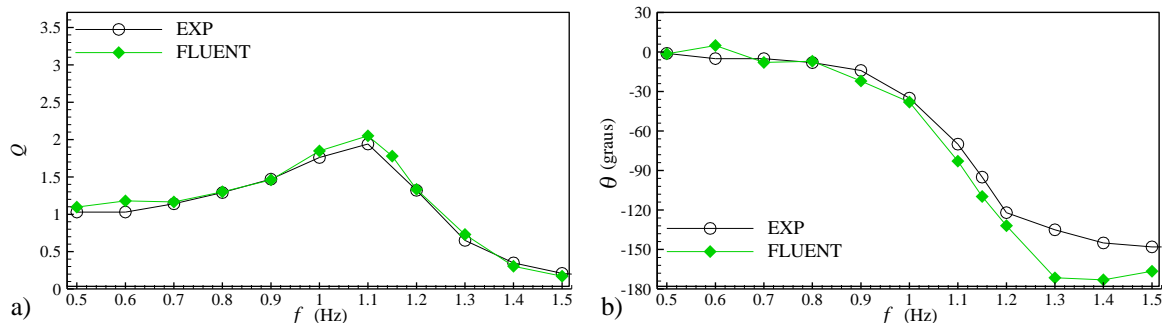 3.5
3
2.5
2
1.5
1
0.5
0
Q
EXP
FLUENT
0.5 0.6 0.7 0.8 0.9 1 1.1 1.2 1.3 1.4 1.5
f (Hz)
a)
30
0
-30
-60
-90
-120
-150
-180
θ (graus)
EXP
FLUENT
0.5 0.6 0.7 0.8 0.9 1 1.1 1.2 1.3 1.4 1.5
f (Hz)
b)